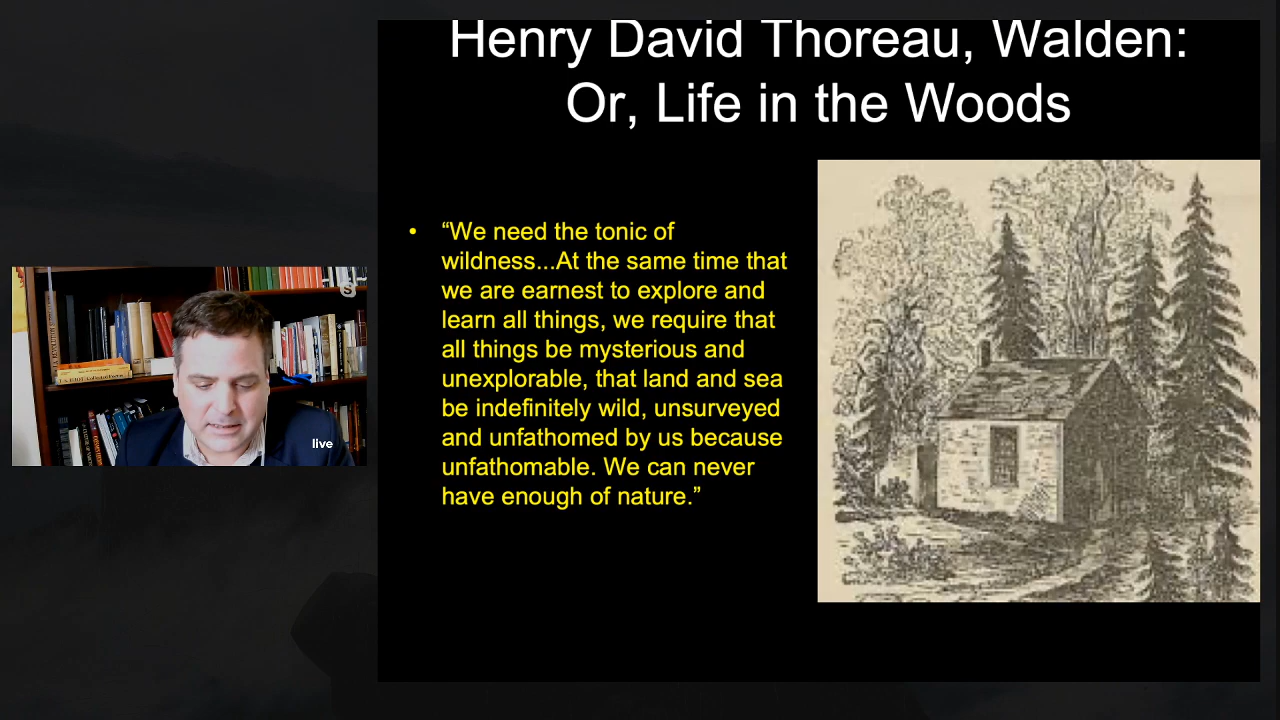 Henry David Thoreau, Walden:
Or, Life in the Woods
• “We need the tonic of
wildness...At the same time that
we are earnest to explore and
learn all things, we require that
all things be mysterious and
unexplorable, that land and sea
be indefinitely wild, unsurveyed
and unfathomed by us because
unfathomable. We can never
have enough of nature.”
S
live